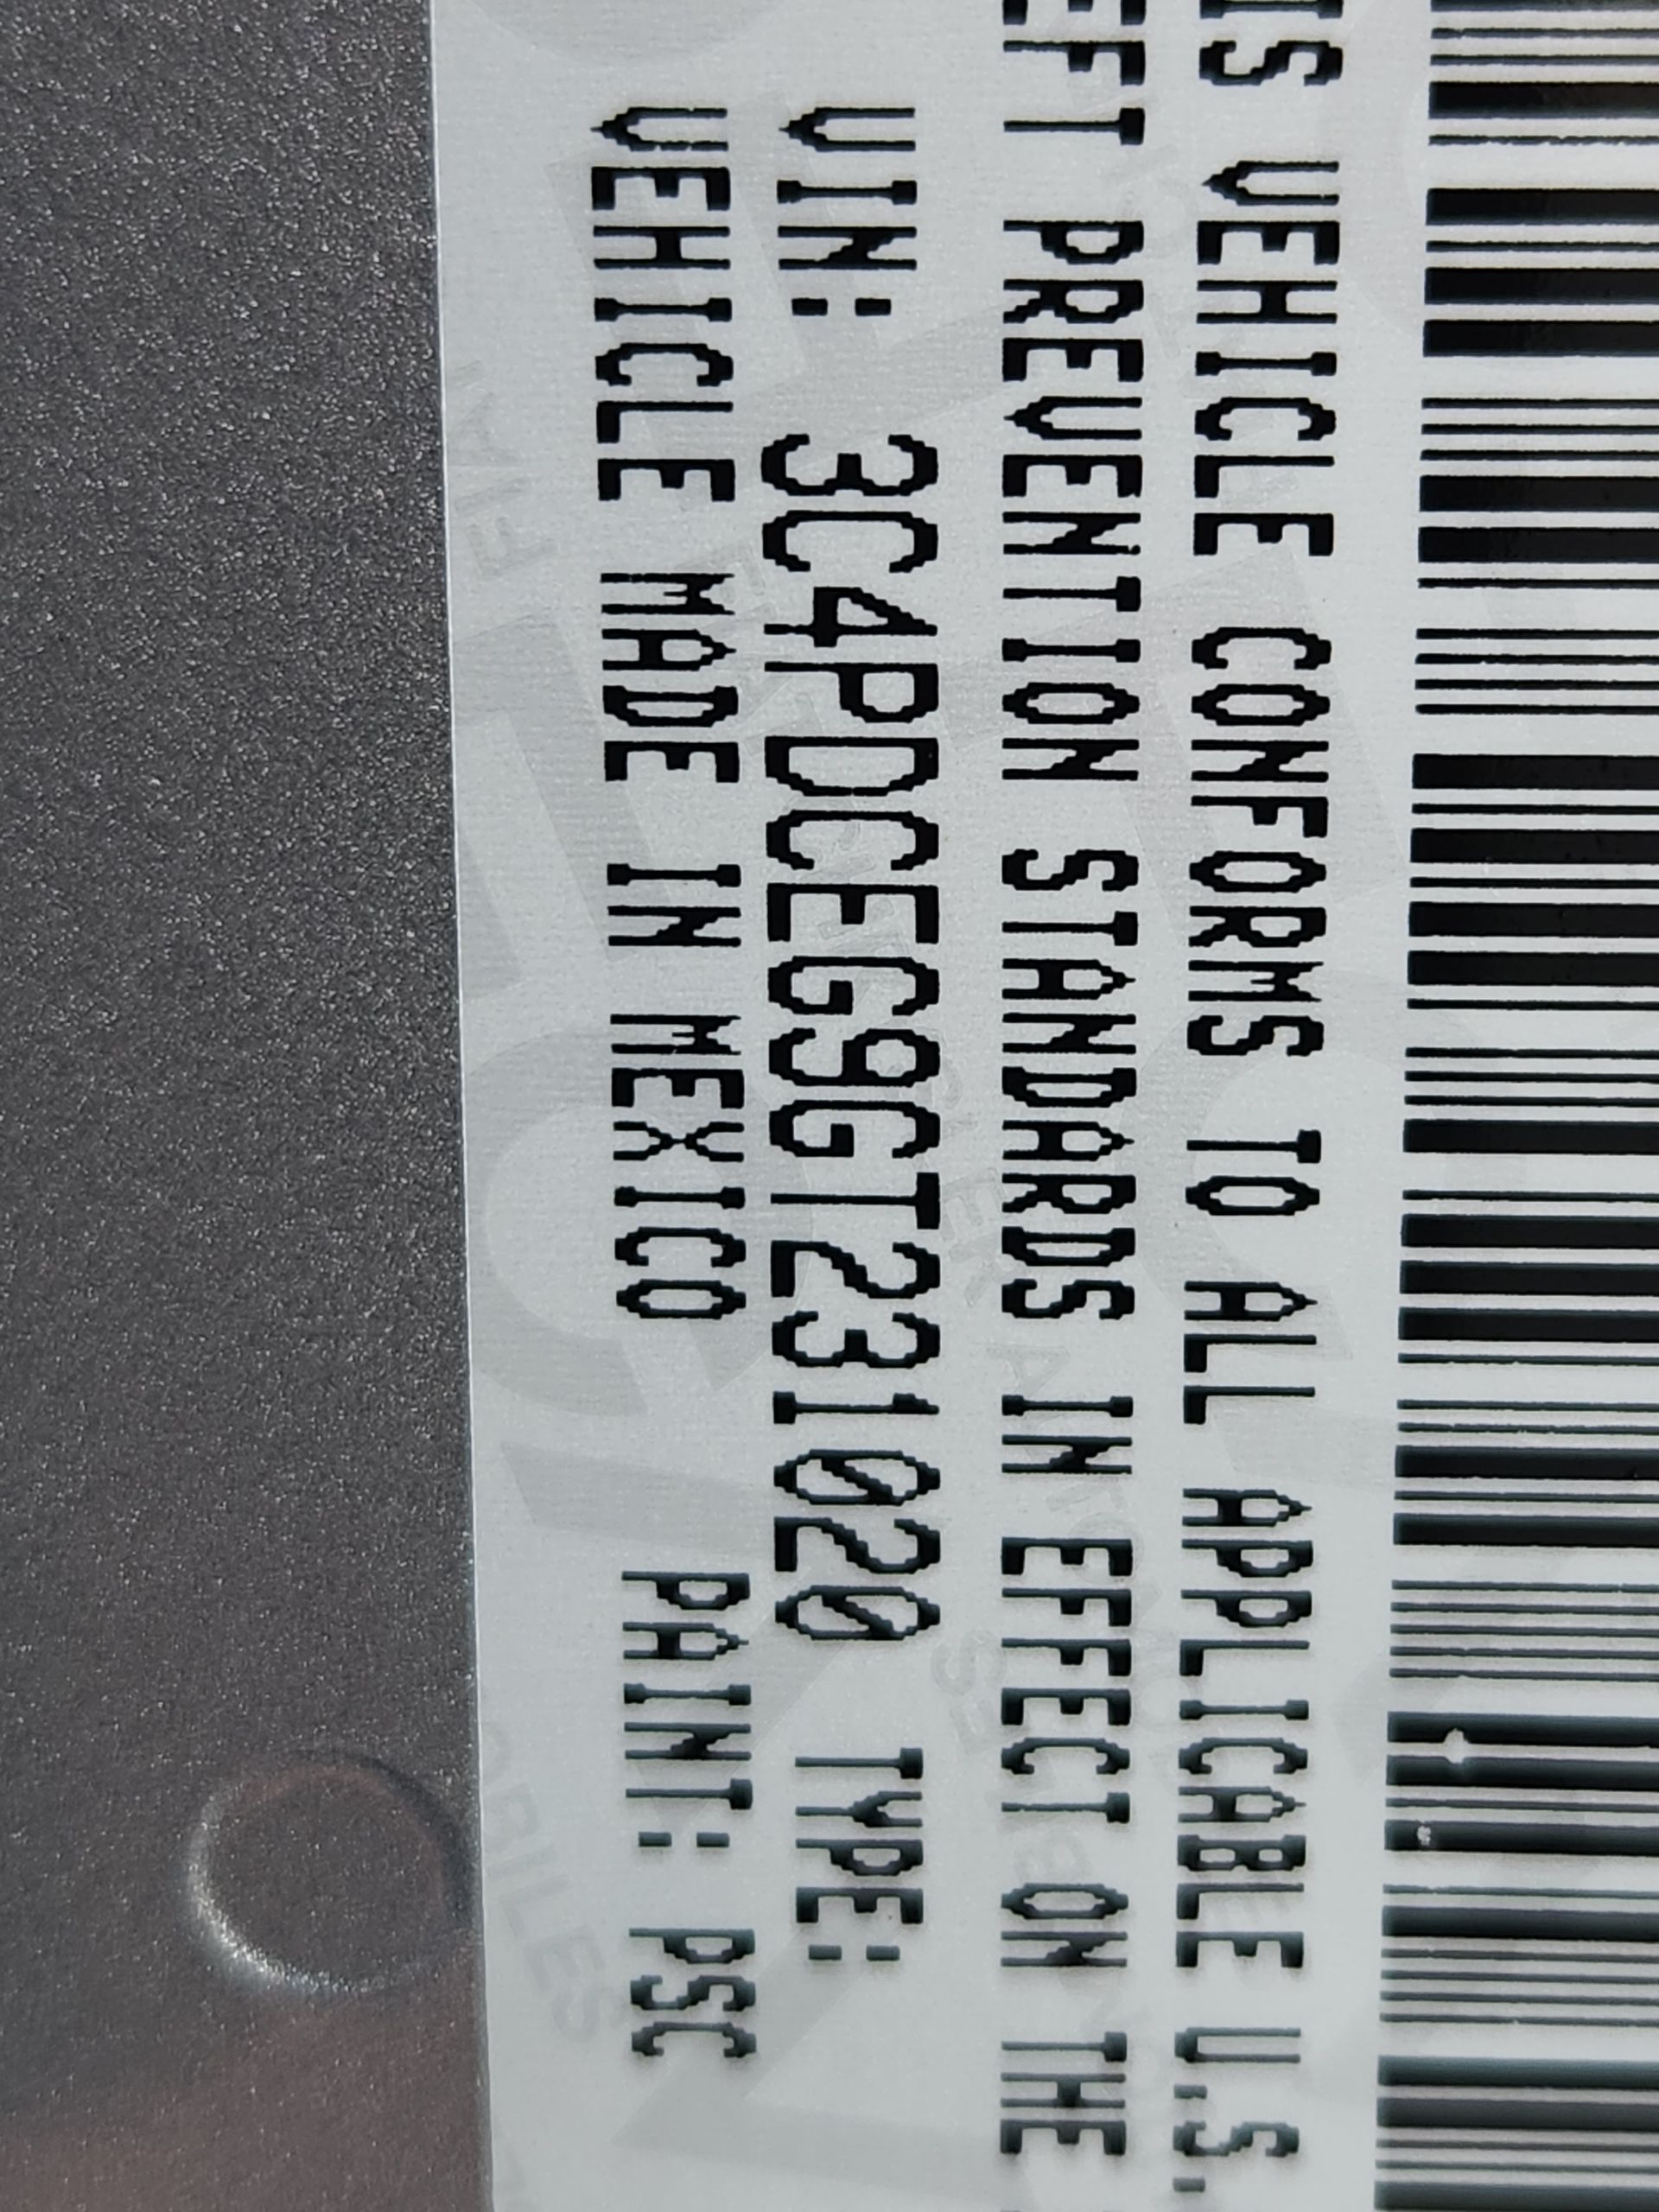 IS VEHICLE CONFORMS TO ALL APPLICABLE U.S.
EFT PREVENTION STANDARDS IN EFFECT ON THE
VIN: 3C4PDCEG9GT231020 TYPE:
VEHICLE MADE IN MEXICO PAINT: PSC